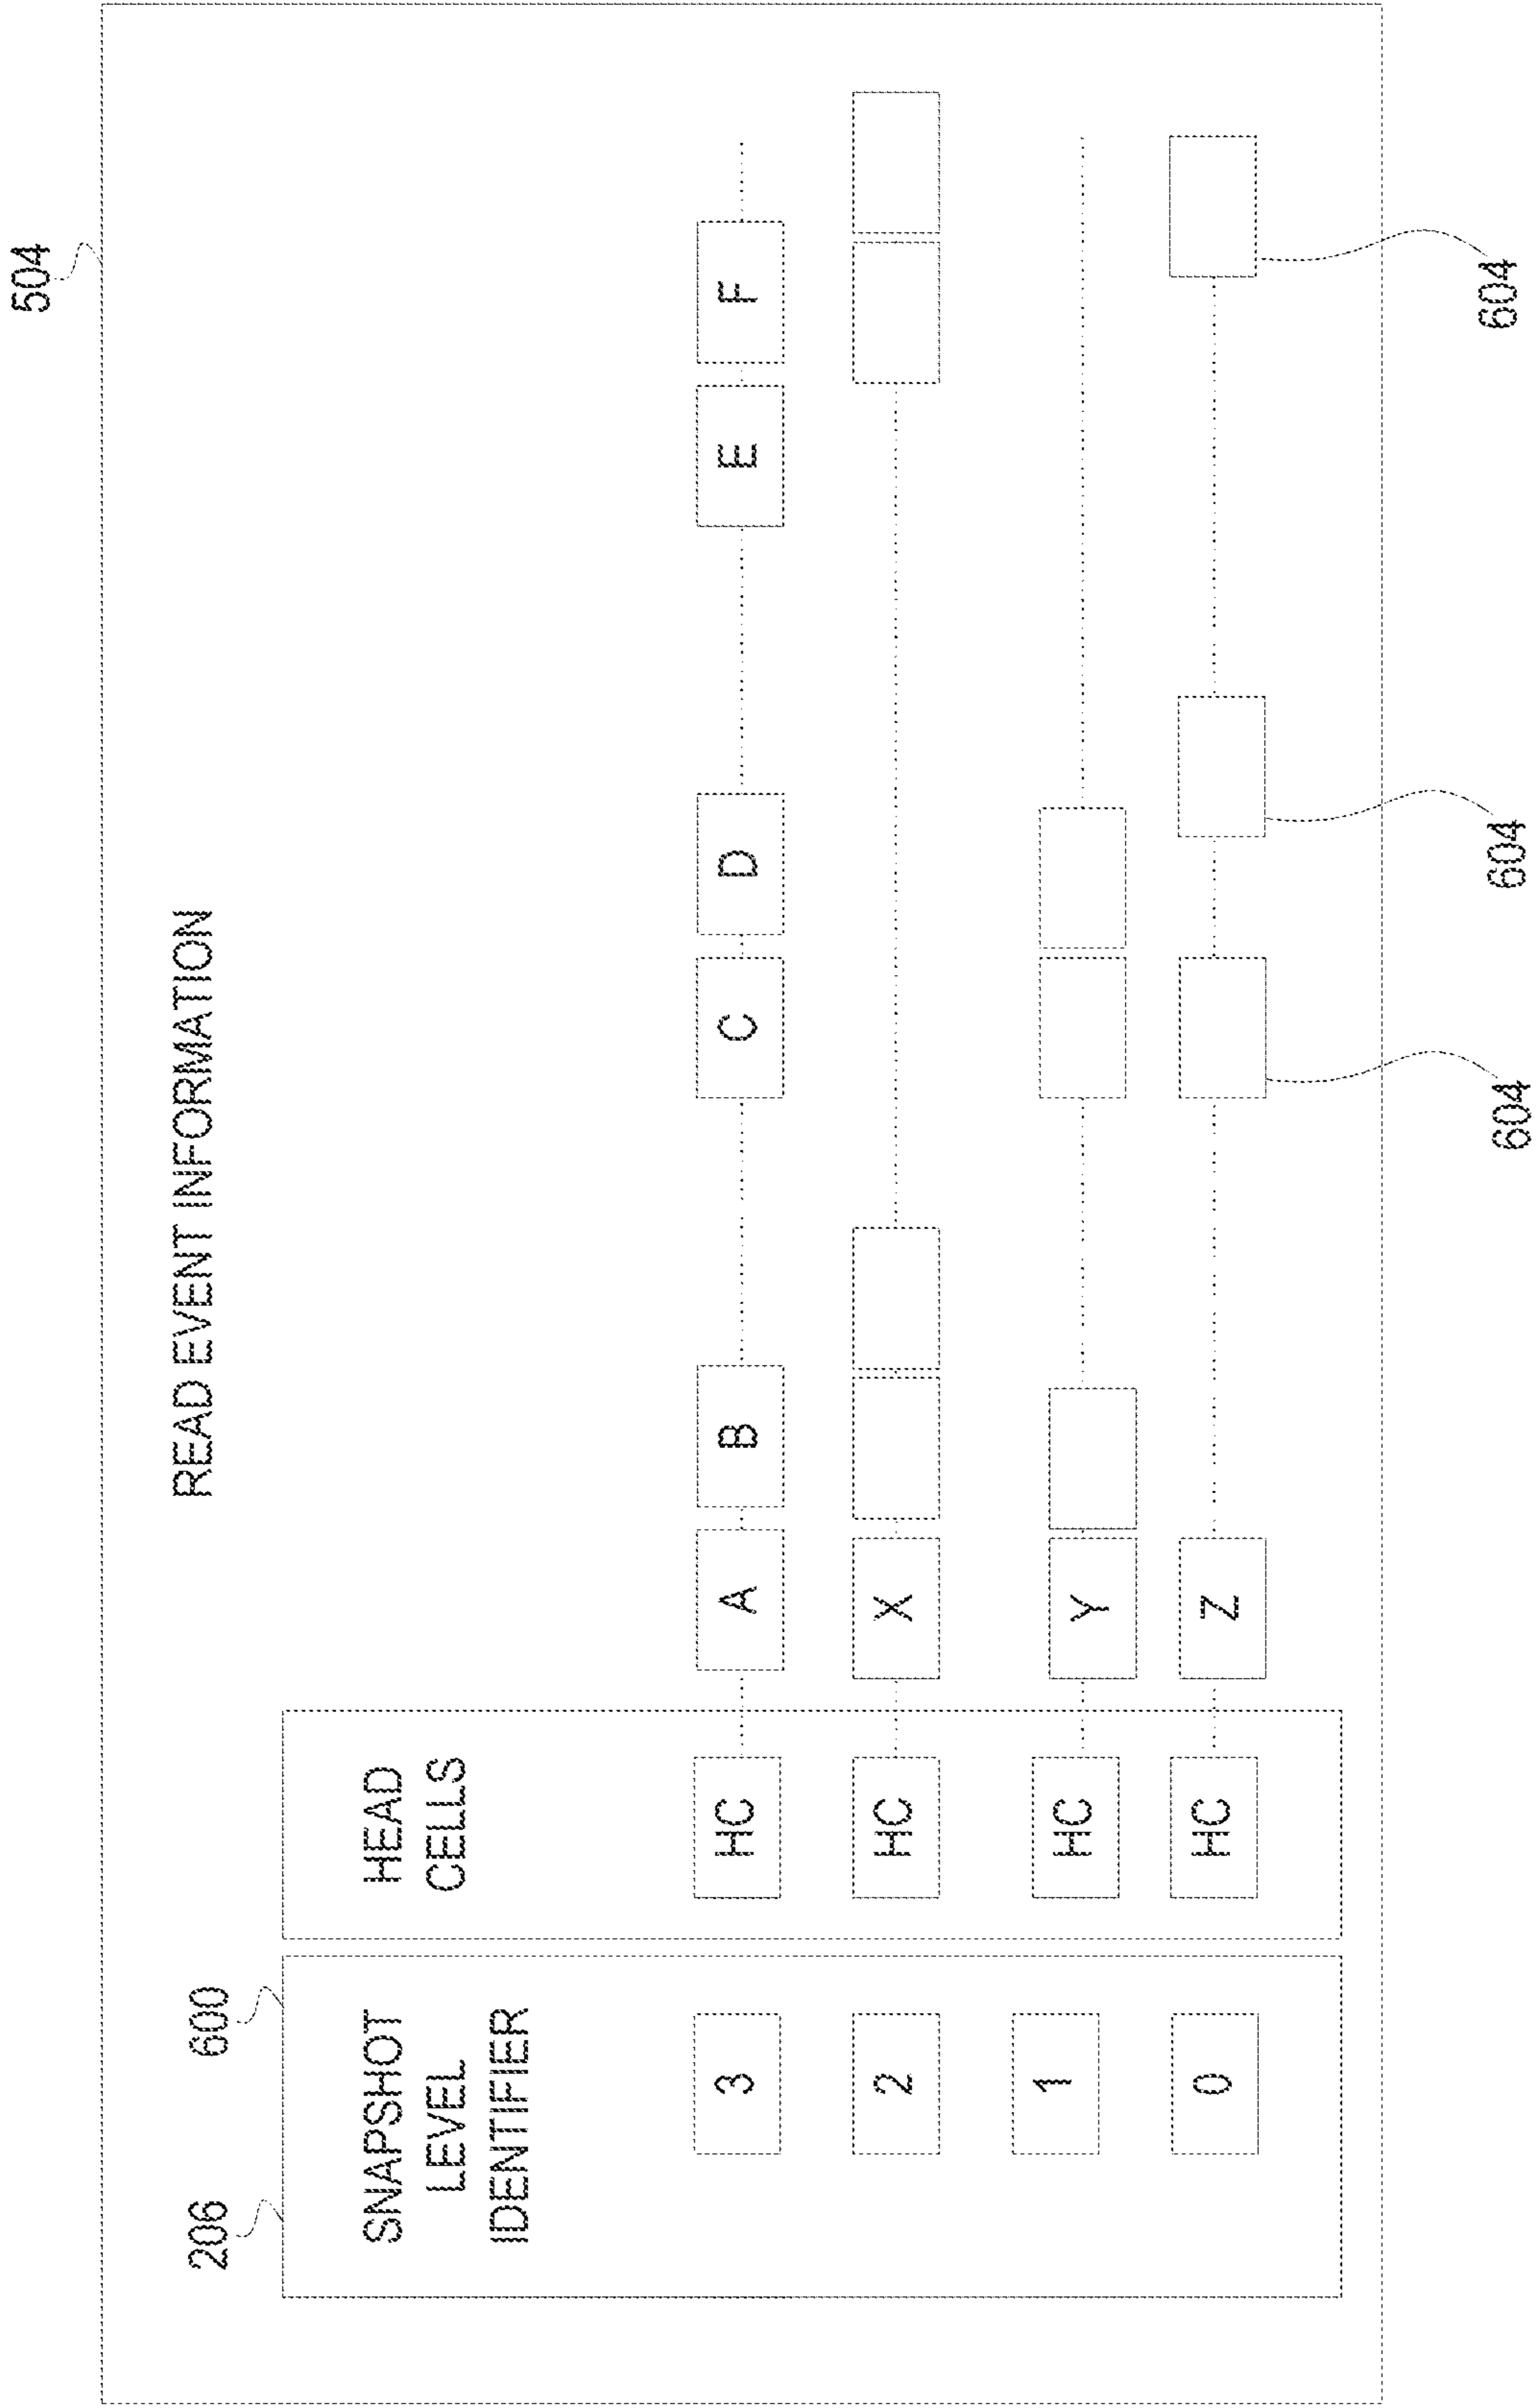 504
READ EVENT INFORMATION
206
600
SNAPSHOT
LEVEL
IDENTIFIER
HEAD
CELLS
3 HC A B C D E F
2 HC X
1 HC Y
0 HC Z
604
604
604